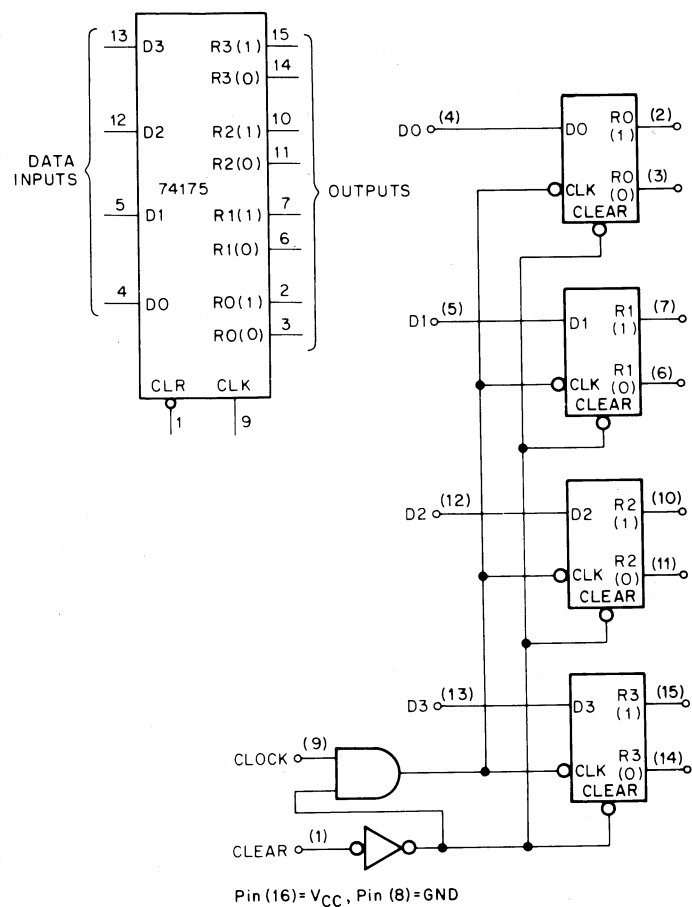 13 D3 R3(1) 15
R3(0) 14
12 D2 R2(1) 10
R2(0) 11
DATA
INPUTS
74175
OUTPUTS
5 D1 R1(1) 7
R1(0) 6
4 D0 R0(1) 2
R0(0) 3
CLR CLK
1 9
D0 (4) D0 R0 (1) (2)
R0 (0) (3)
CLK
CLEAR
D1 (5) D1 R1 (1) (7)
R1 (0) (6)
CLK
CLEAR
D2 (12) D2 R2 (1) (10)
R2 (0) (11)
CLK
CLEAR
D3 (13) D3 R3 (1) (15)
R3 (0) (14)
CLK
CLEAR
CLOCK (9)
CLEAR (1)
Pin (16)=VCC, Pin (8)=GND